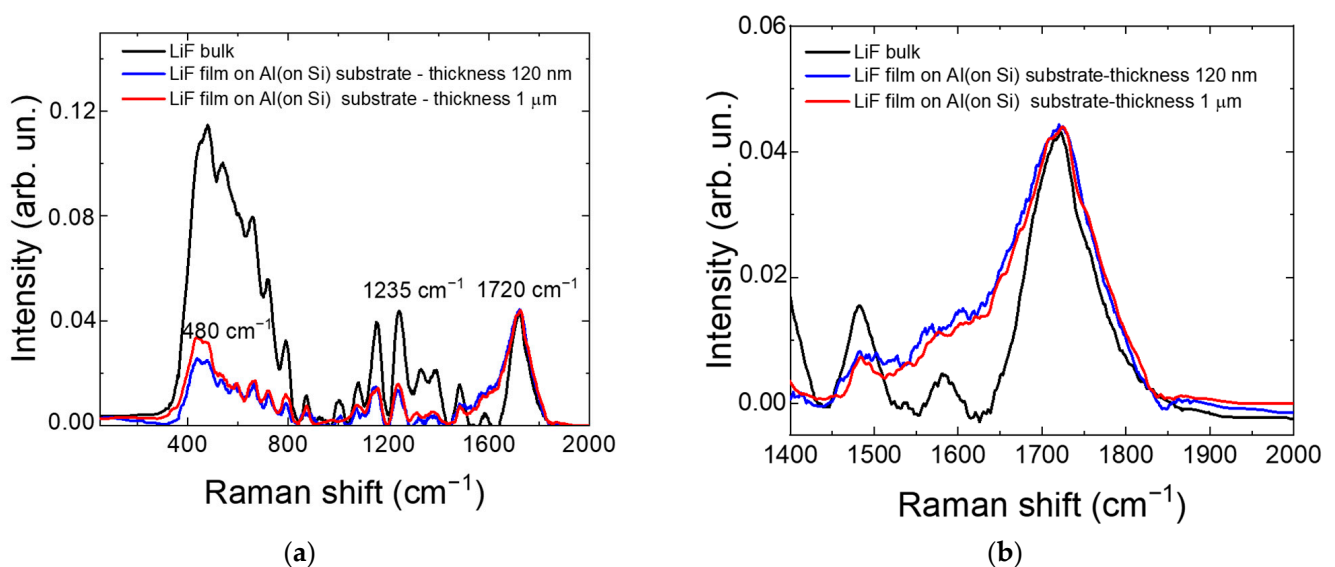 LiF bulk
LiF film on Al(on Si) substrate - thickness 120 nm
LiF film on Al(on Si)  substrate - thickness 1 μm
Intensity (arb. un.)
0.12
0.08
0.04
0.00
480 cm⁻¹
1235 cm⁻¹
1720 cm⁻¹
400 800 1200 1600 2000
Raman shift (cm⁻¹)
(a)
LiF bulk
LiF film on Al(on Si) substrate-thickness 120 nm
LiF film on Al(on Si)  substrate-thickness 1 μm
Intensity (arb. un.)
0.06
0.04
0.02
0.00
1400 1500 1600 1700 1800 1900 2000
Raman shift (cm⁻¹)
(b)